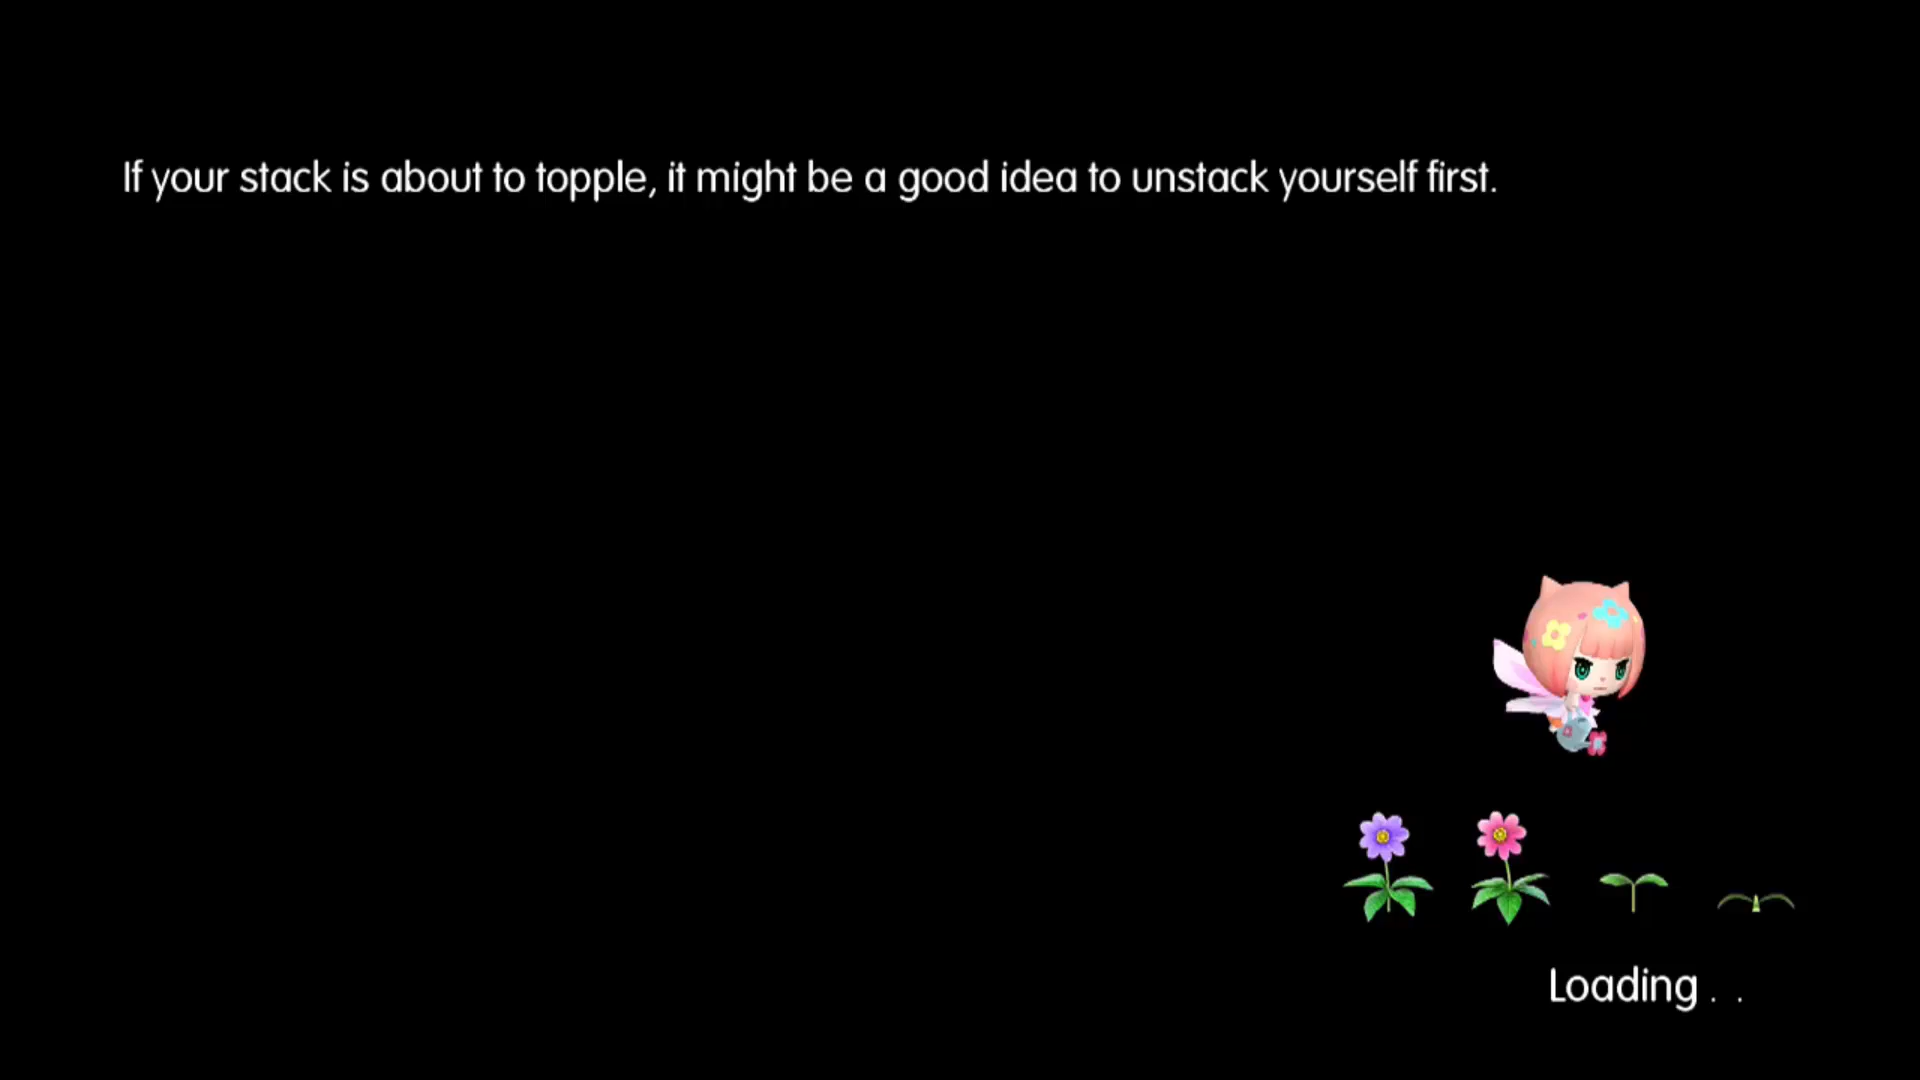 If your stack is about to topple, it might be a good idea to unstack yourself first.
Loading . .